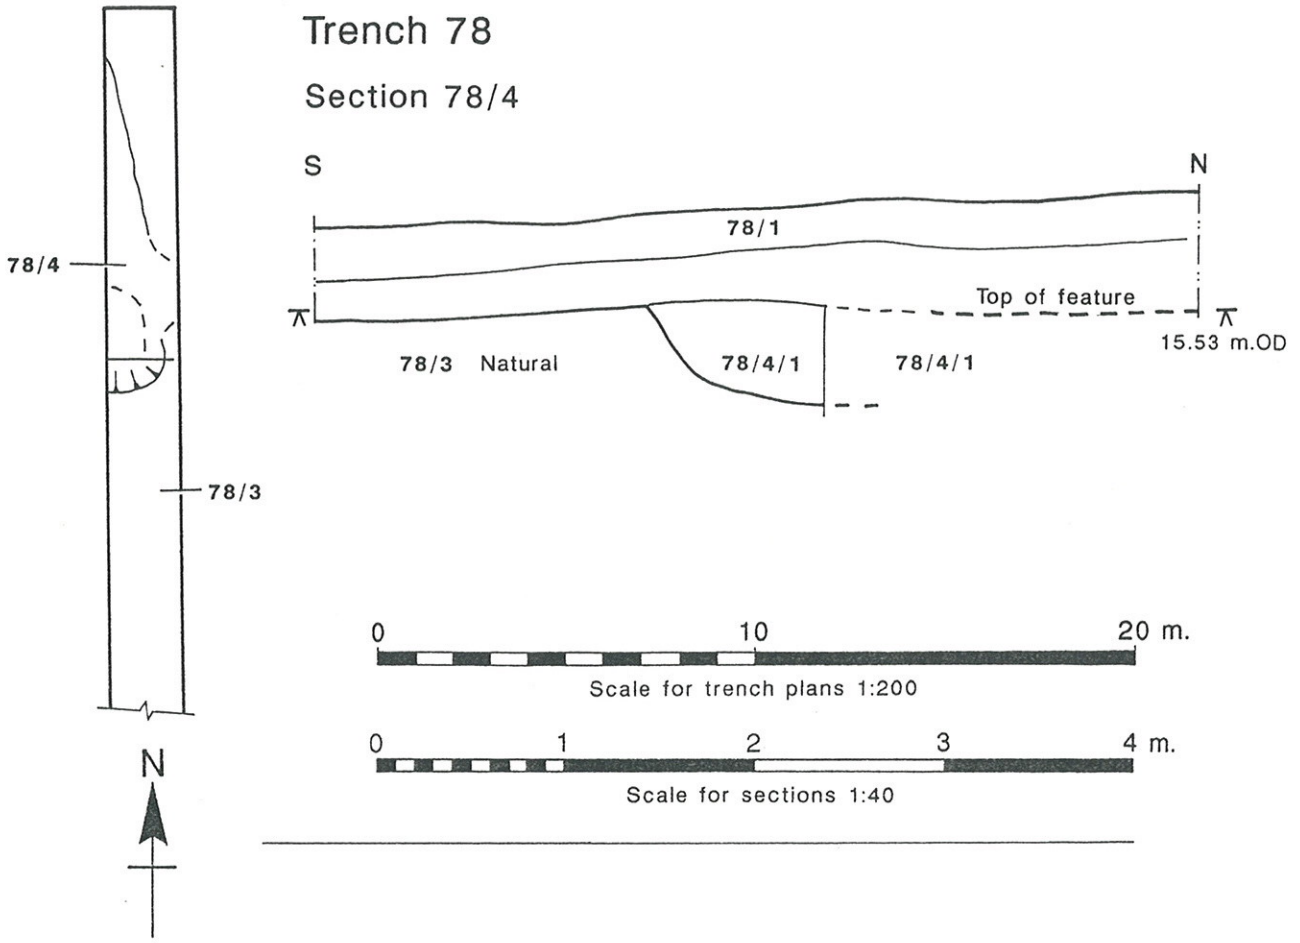 Trench 78
Section 78/4
S
N
78/1
78/4
Top of feature
15.53 m.OD
78/3 Natural
78/4/1
78/4/1
78/3
0 10 20 m.
Scale for trench plans 1:200
0 1 2 3 4 m.
Scale for sections 1:40
N